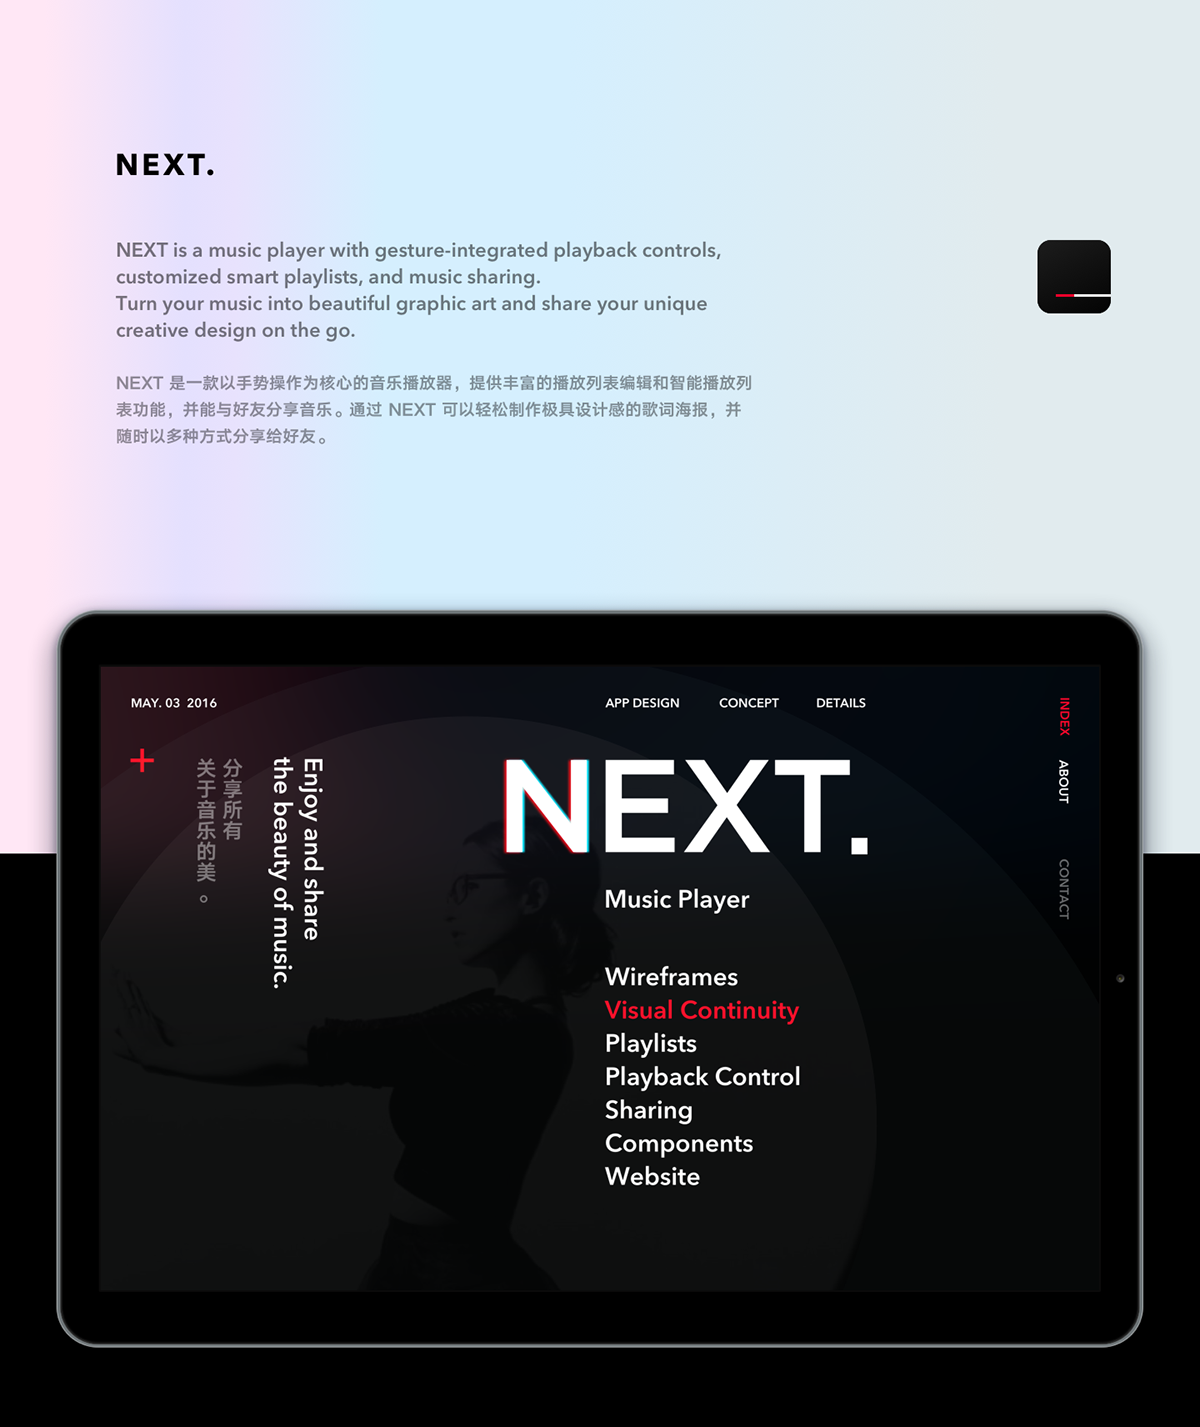 NEXT.
NEXT is a music player with gesture-integrated playback controls,
customized smart playlists, and music sharing.
Turn your music into beautiful graphic art and share your unique
creative design on the go.
NEXT 是一款以手势操作为核心的音乐播放器，提供丰富的播放列表编辑和智能播放列
表功能，并能与好友分享音乐。通过 NEXT 可以轻松制作极具设计感的歌词海报，并
随时以多种方式分享给好友。
MAY. 03 2016
APP DESIGN
CONCEPT
DETAILS
INDEX
ABOUT
CONTACT
分享所有
关于音乐的美。
Enjoy and share
the beauty of music.
NEXT.
Music Player
Wireframes
Visual Continuity
Playlists
Playback Control
Sharing
Components
Website